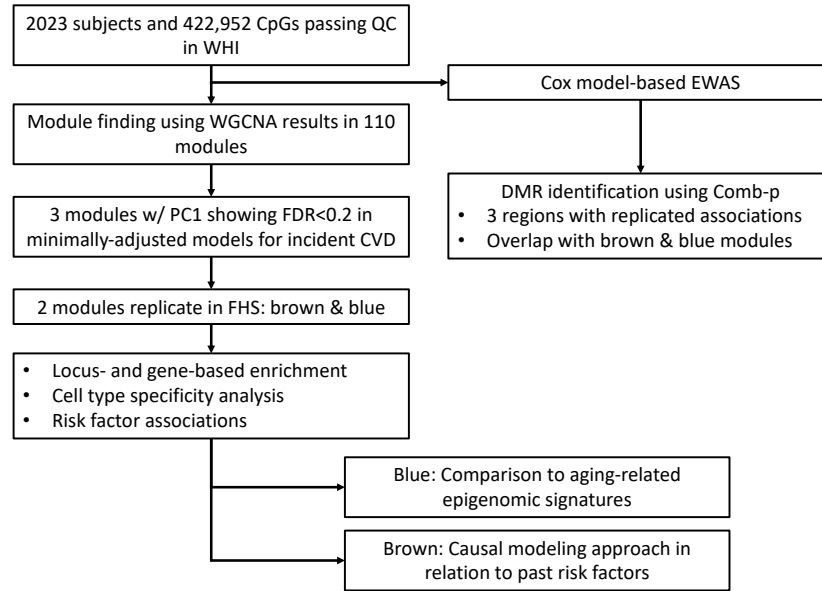 2023 subjects and 422,952 CpGs passing QC
in WHI
Cox model-based EWAS
Module finding using WGCNA results in 110
modules
DMR identification using Comb-p
• 3 regions with replicated associations
• Overlap with brown & blue modules
3 modules w/ PC1 showing FDR<0.2 in
minimally-adjusted models for incident CVD
2 modules replicate in FHS: brown & blue
• Locus- and gene-based enrichment
• Cell type specificity analysis
• Risk factor associations
Blue: Comparison to aging-related
epigenomic signatures
Brown: Causal modeling approach in
relation to past risk factors